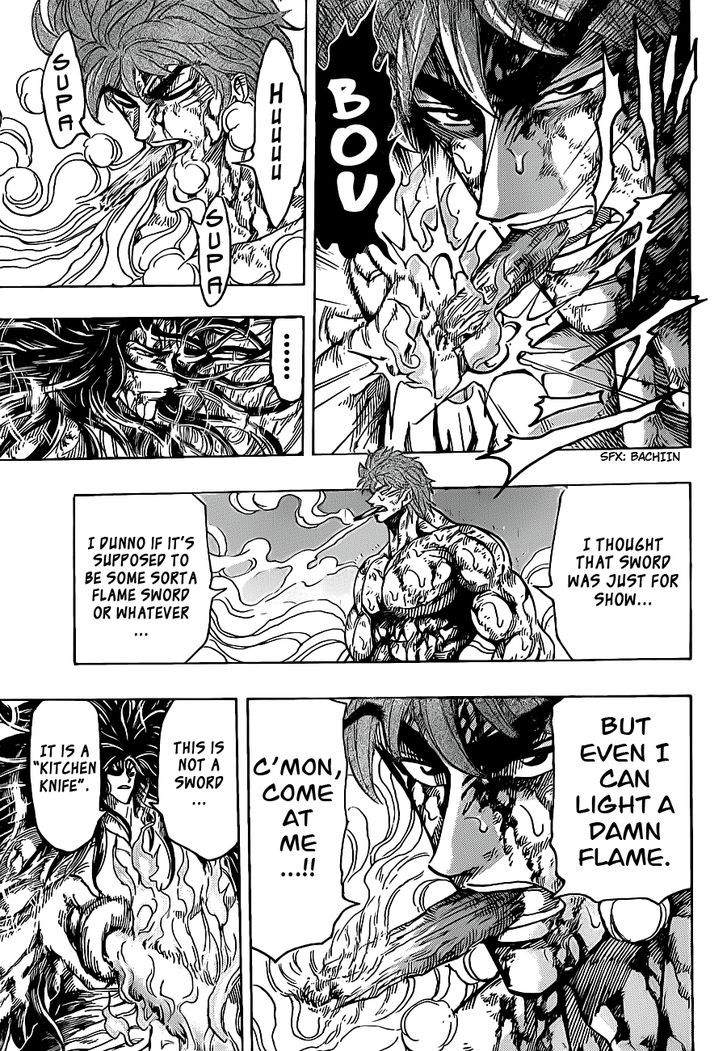 BOU
SFX: BACHIIN
HUUUU
SUPA
SUPA
......
I THOUGHT
THAT SWORD
WAS JUST FOR
SHOW...
I DUNNO IF IT'S
SUPPOSED TO
BE SOME SORTA
FLAME SWORD
OR WHATEVER
...
BUT
EVEN I
CAN
LIGHT A
DAMN
FLAME.
C'MON,
COME
AT
ME
...!!
THIS IS
NOT A
SWORD
...
IT IS A
"KITCHEN
KNIFE".